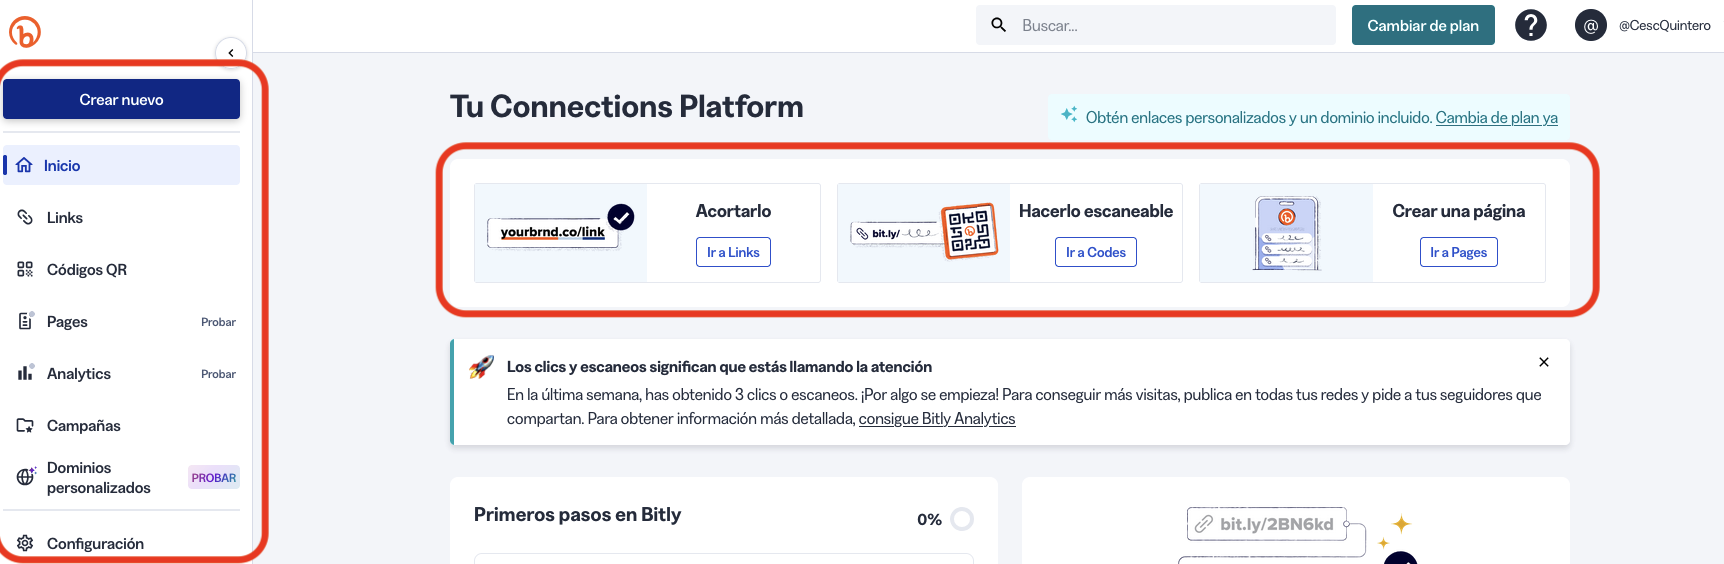 Buscar...
Cambiar de plan
?
@
@CescQuintero
Crear nuevo
Inicio
Links
Códigos QR
Pages
Probar
Analytics
Probar
Campañas
Dominios
personalizados
PROBAR
Configuración
Tu Connections Platform
Obtén enlaces personalizados y un dominio incluido. Cambia de plan ya
yourbrnd.co/link
Acortarlo
Ir a Links
bit.ly/
Hacerlo escaneable
Ir a Codes
Crear una página
Ir a Pages
Los clics y escaneos significan que estás llamando la atención
En la última semana, has obtenido 3 clics o escaneos. ¡Por algo se empieza! Para conseguir más visitas, publica en todas tus redes y pide a tus seguidores que
compartan. Para obtener información más detallada, consigue Bitly Analytics
Primeros pasos en Bitly
0%
bit.ly/2BN6kd